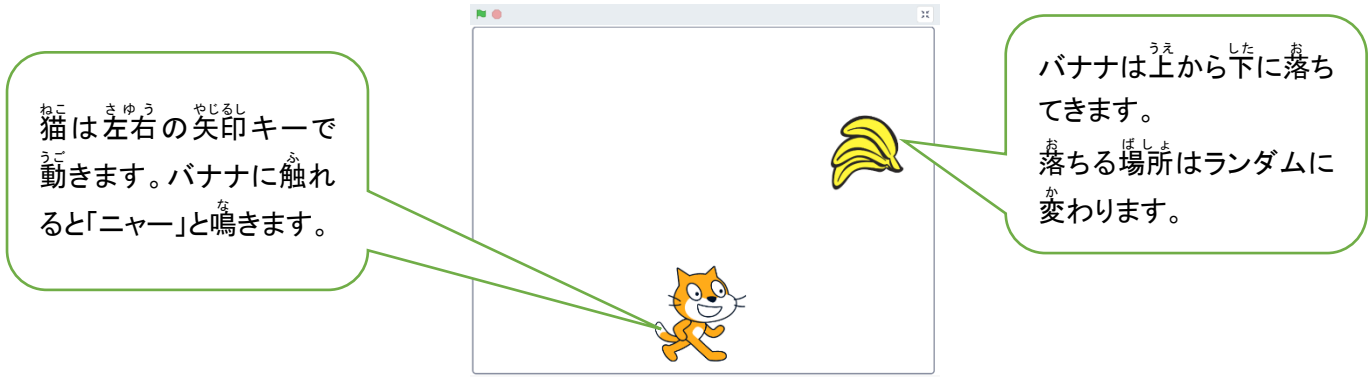 猫は左右の矢印キーで
動きます。バナナに触れ
ると「ニャー」と鳴きます。
バナナは上から下に落ち
てきます。
落ちる場所はランダムに
変わります。